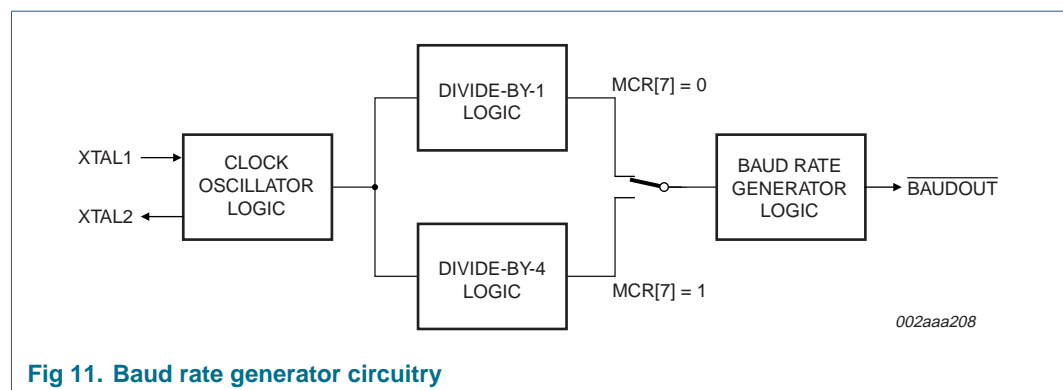 DIVIDE-BY-1
LOGIC
MCR[7] = 0
XTAL1
XTAL2
CLOCK
OSCILLATOR
LOGIC
BAUD RATE
GENERATOR
LOGIC
BAUDOUT
DIVIDE-BY-4
LOGIC
MCR[7] = 1
002aaa208
Fig 11. Baud rate generator circuitry